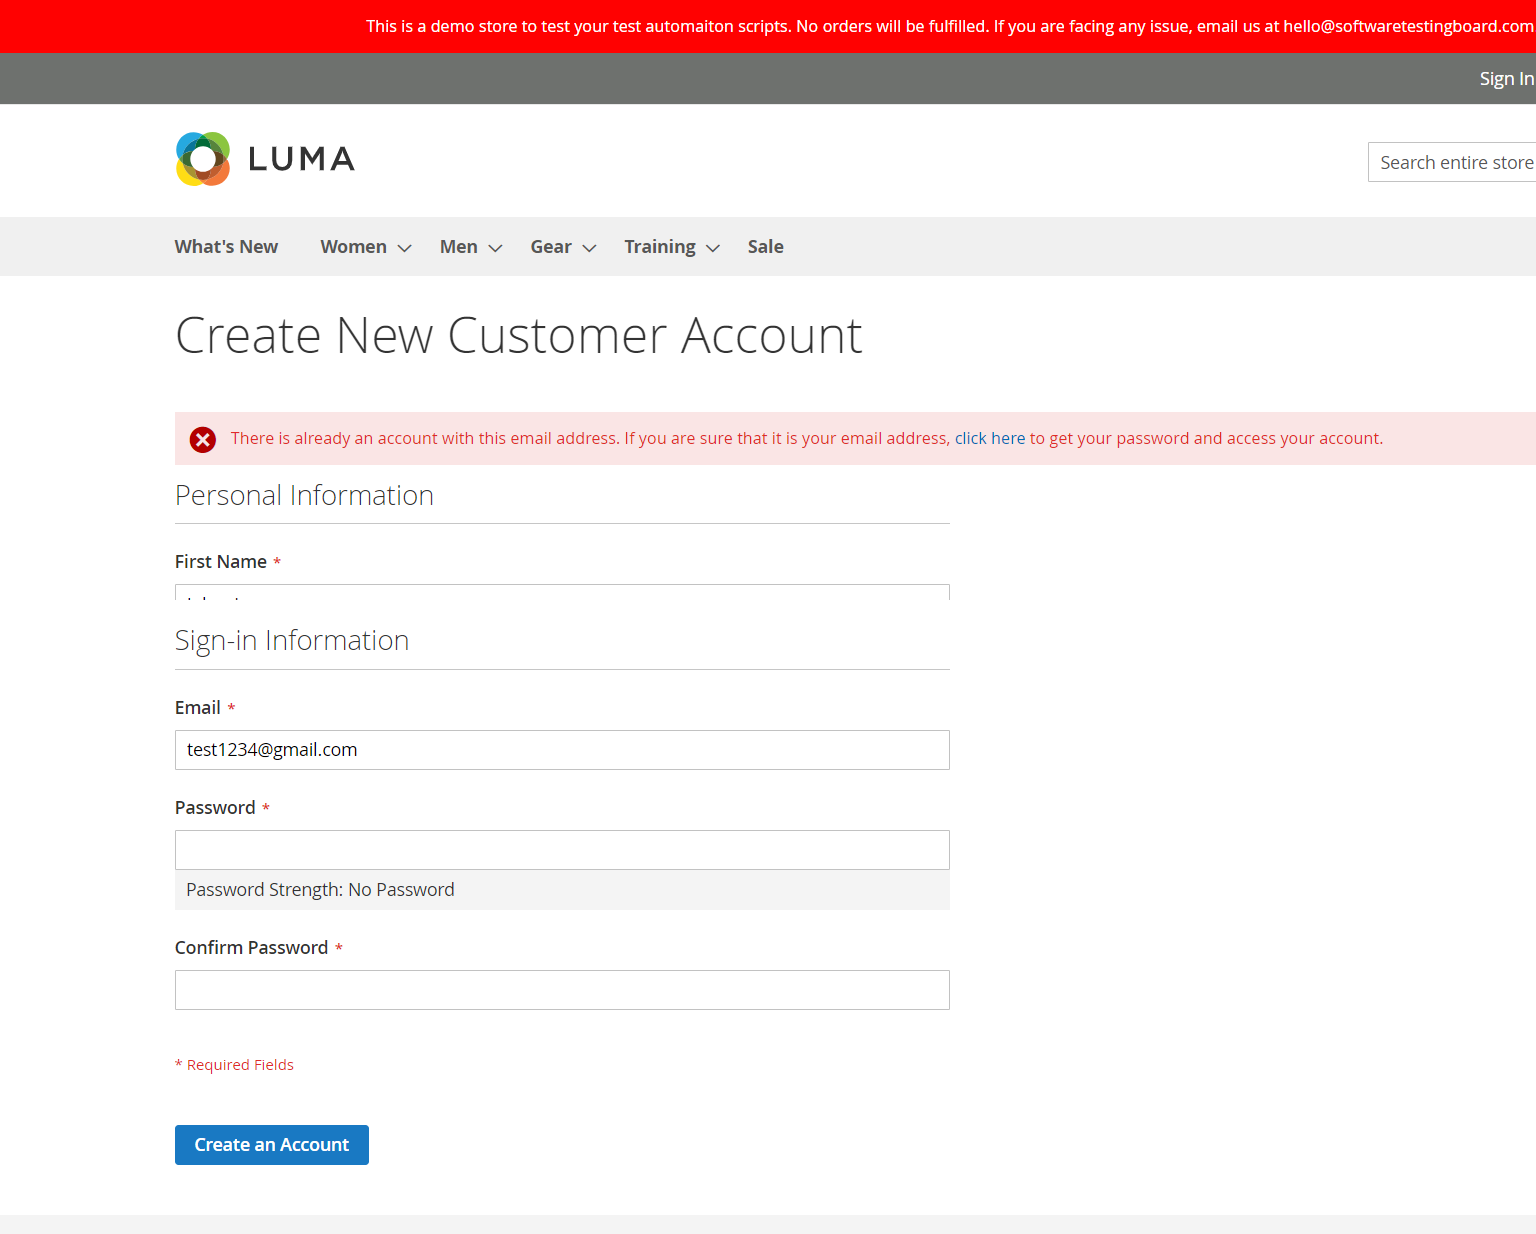 This is a demo store to test your test automaiton scripts. No orders will be fulfilled. If you are facing any issue, email us at hello@softwaretestingboard.com
Sign In
LUMA
Search entire store
What's New Women Men Gear Training Sale
Create New Customer Account
There is already an account with this email address. If you are sure that it is your email address, click here to get your password and access your account.
Personal Information
First Name *
Sign-in Information
Email *
test1234@gmail.com
Password *
Password Strength: No Password
Confirm Password *
* Required Fields
Create an Account